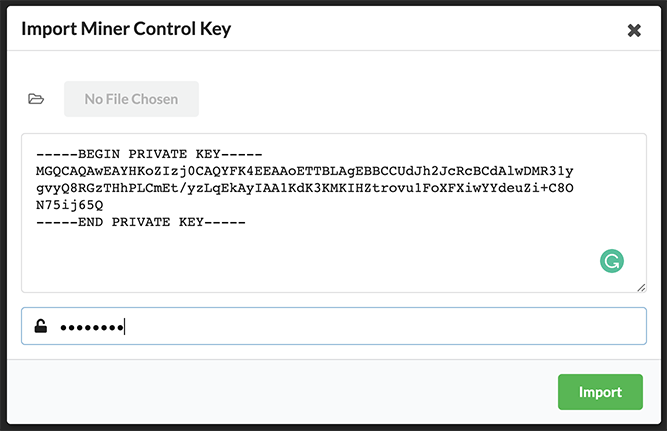 Import Miner Control Key
No File Chosen
-----BEGIN PRIVATE KEY-----
MGQCAQAwEAYHKoZIzj0CAQYFK4EEAAoETTBLAgEBBCCUdJh2JcRcBCdAlwDMR31y
gvyQ8RGzTHhPLCmEt/yzLqEkAyIAA1KdK3KMKIHZtrovu1FoXFXiwYYdeuZi+C8O
N75ij65Q
-----END PRIVATE KEY-----
Import